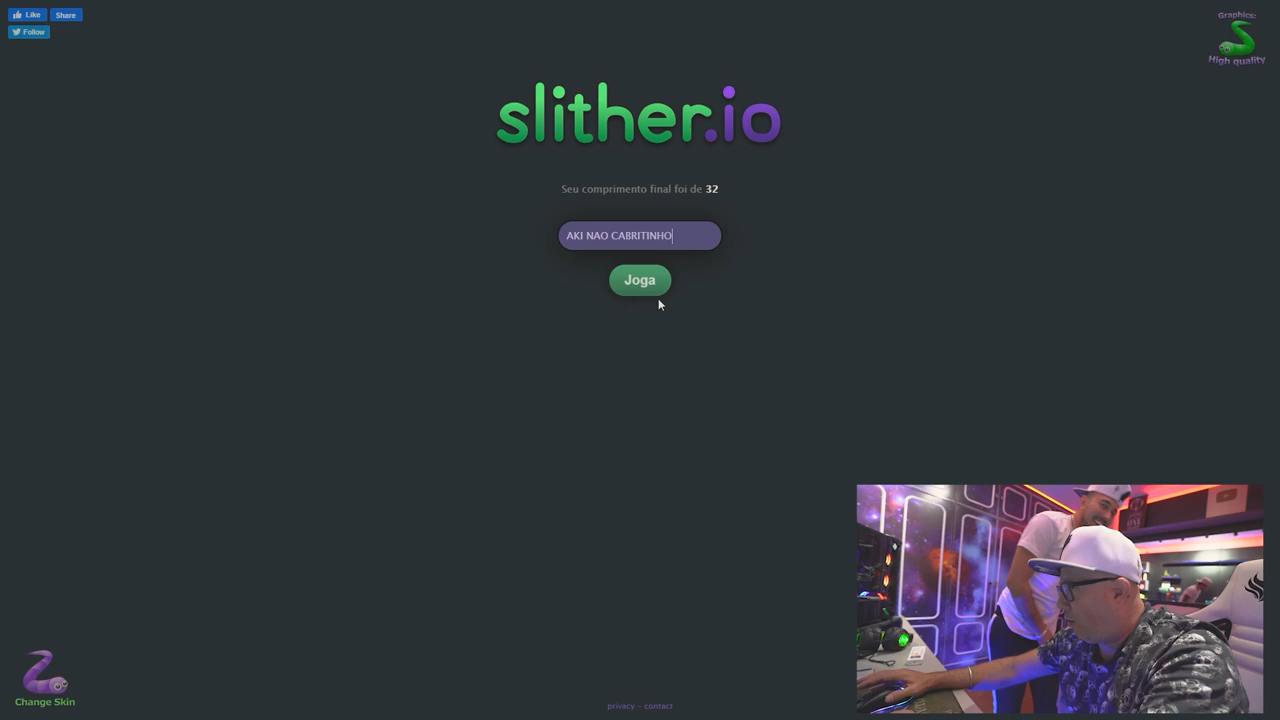 Like Share
Follow
Graphics:
High quality
slither.io
Seu comprimento final foi de 32
AKI NAO CABRITINHO
Joga
Change Skin
privacy - contact